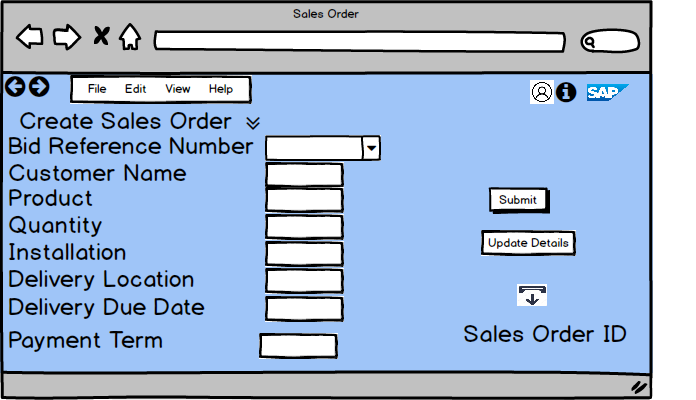 Sales Order
File Edit View Help
SAP
Create Sales Order
Bid Reference Number
Customer Name
Product
Submit
Quantity
Update Details
Installation
Delivery Location
Delivery Due Date
Payment Term
Sales Order ID